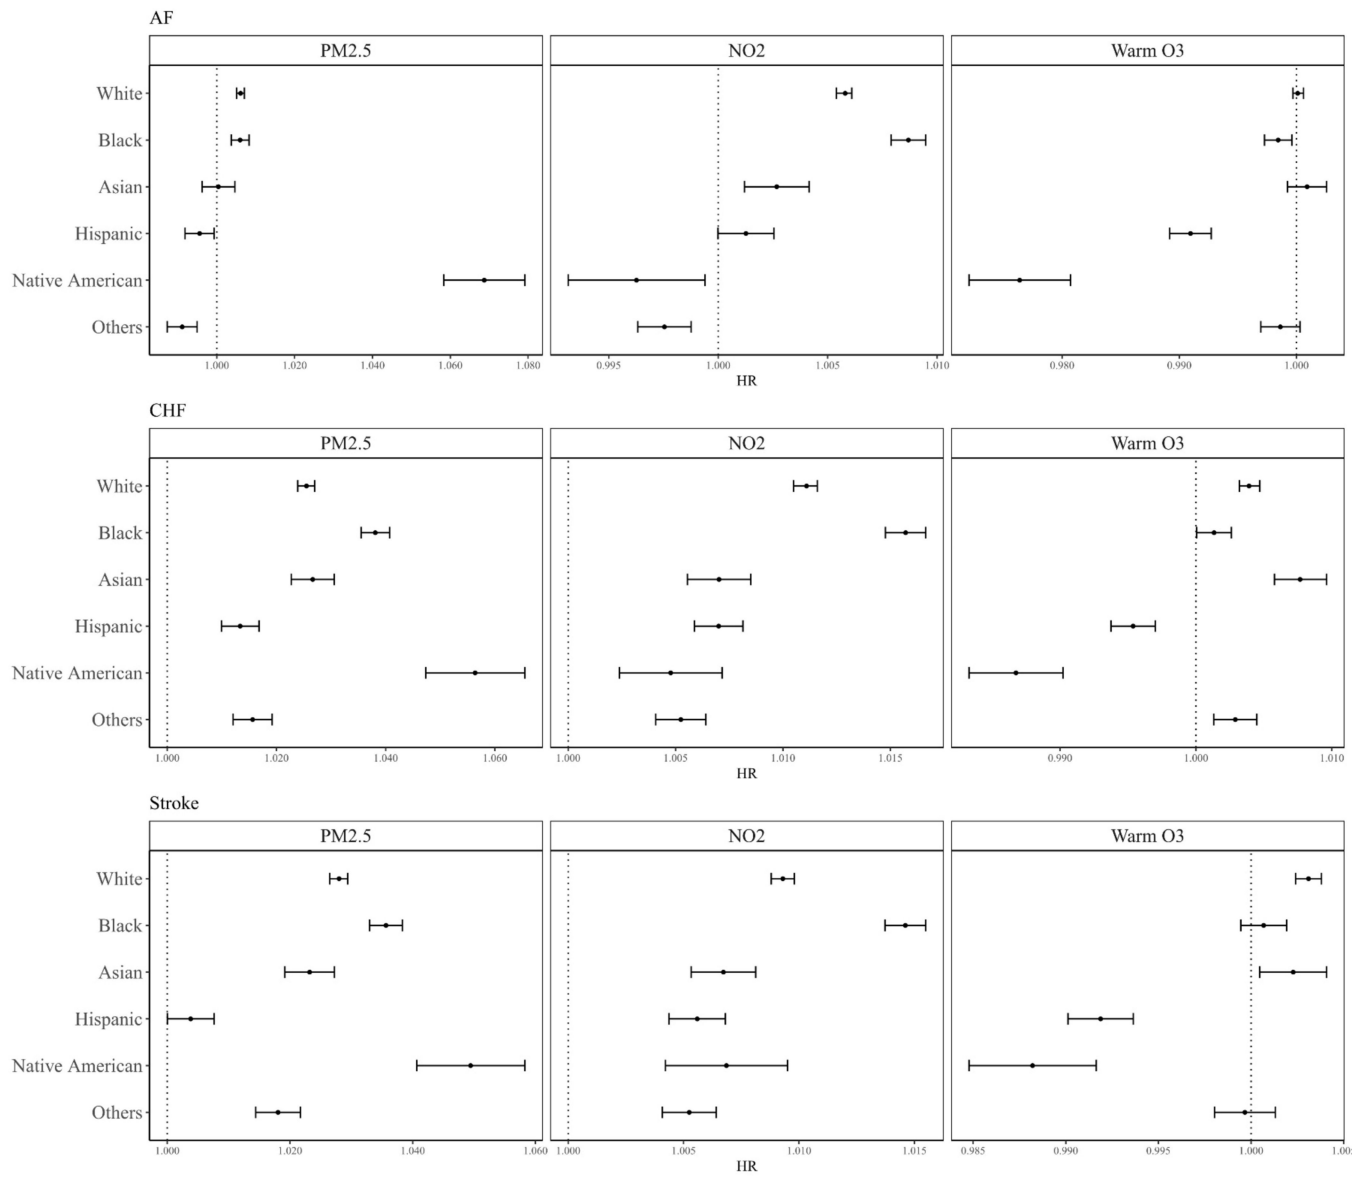 AF
PM2.5 NO2 Warm O3
White
Black
Asian
Hispanic
Native American
Others
1.000 1.020 1.040 1.060 1.080 0.995 1.000 1.005 1.010 0.980 0.990 1.000
HR
CHF
PM2.5 NO2 Warm O3
White
Black
Asian
Hispanic
Native American
Others
1.000 1.020 1.040 1.060 1.000 1.005 1.010 1.015 0.990 1.000 1.010
HR
Stroke
PM2.5 NO2 Warm O3
White
Black
Asian
Hispanic
Native American
Others
1.000 1.020 1.040 1.060 1.000 1.005 1.010 1.015 0.985 0.990 0.995 1.000
HR